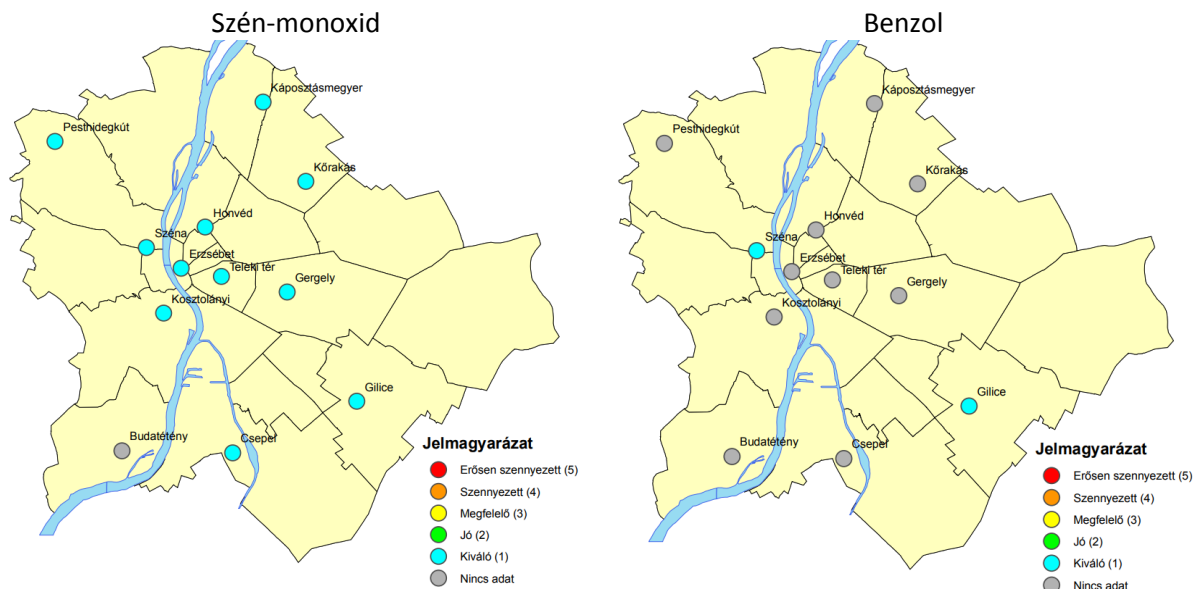 Szén-monoxid
Káposztásmegyer
Pesthidegkút
Kőrakás
Honvéd
Széna
Erzsébet
Teleki tér
Gergely
Kosztolányi
Gilice
Budatétény
Csepel
Jelmagyarázat
Erősen szennyezett (5)
Szennyezett (4)
Megfelelő (3)
Jó (2)
Kiváló (1)
Nincs adat
Benzol
Káposztásmegyer
Pesthidegkút
Kőrakás
Honvéd
Széna
Erzsébet
Teleki tér
Gergely
Kosztolányi
Gilice
Budatétény
Csepel
Jelmagyarázat
Erősen szennyezett (5)
Szennyezett (4)
Megfelelő (3)
Jó (2)
Kiváló (1)
Nincs adat